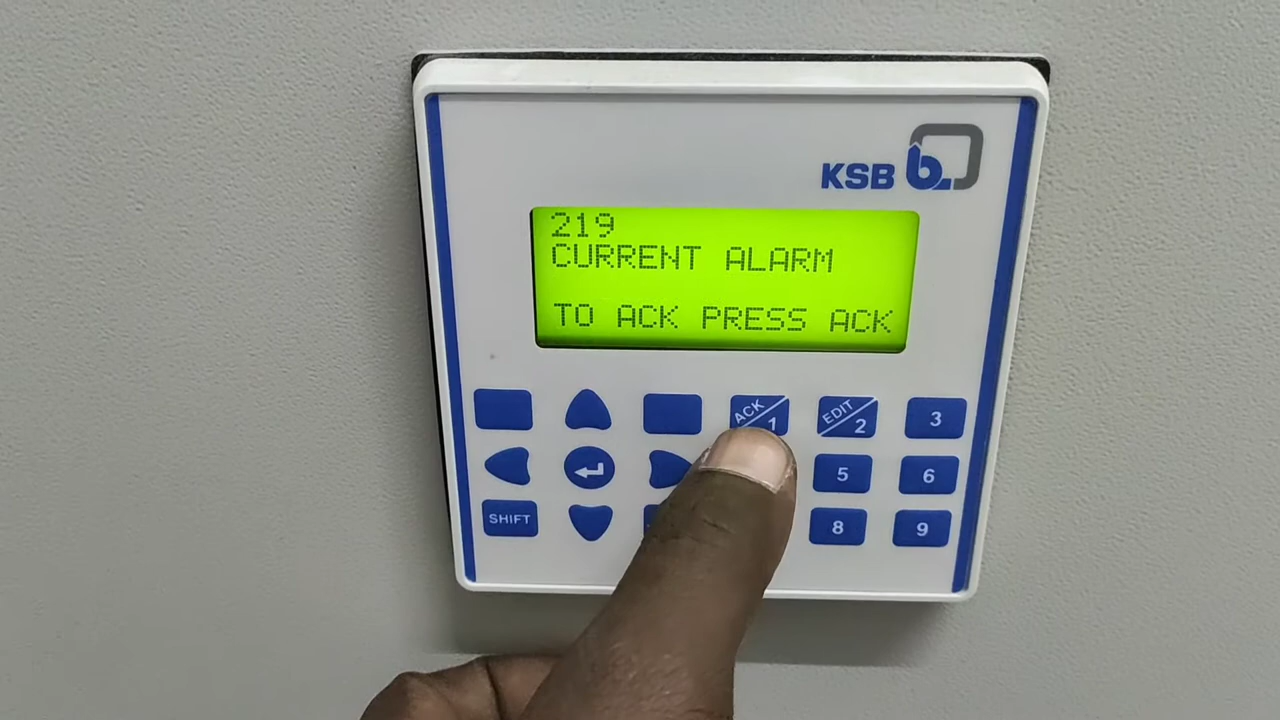 KSB b
219
CURRENT ALARM
TO ACK PRESS ACK
ACK 1
EDIT 2
3
5
6
SHIFT
8
9